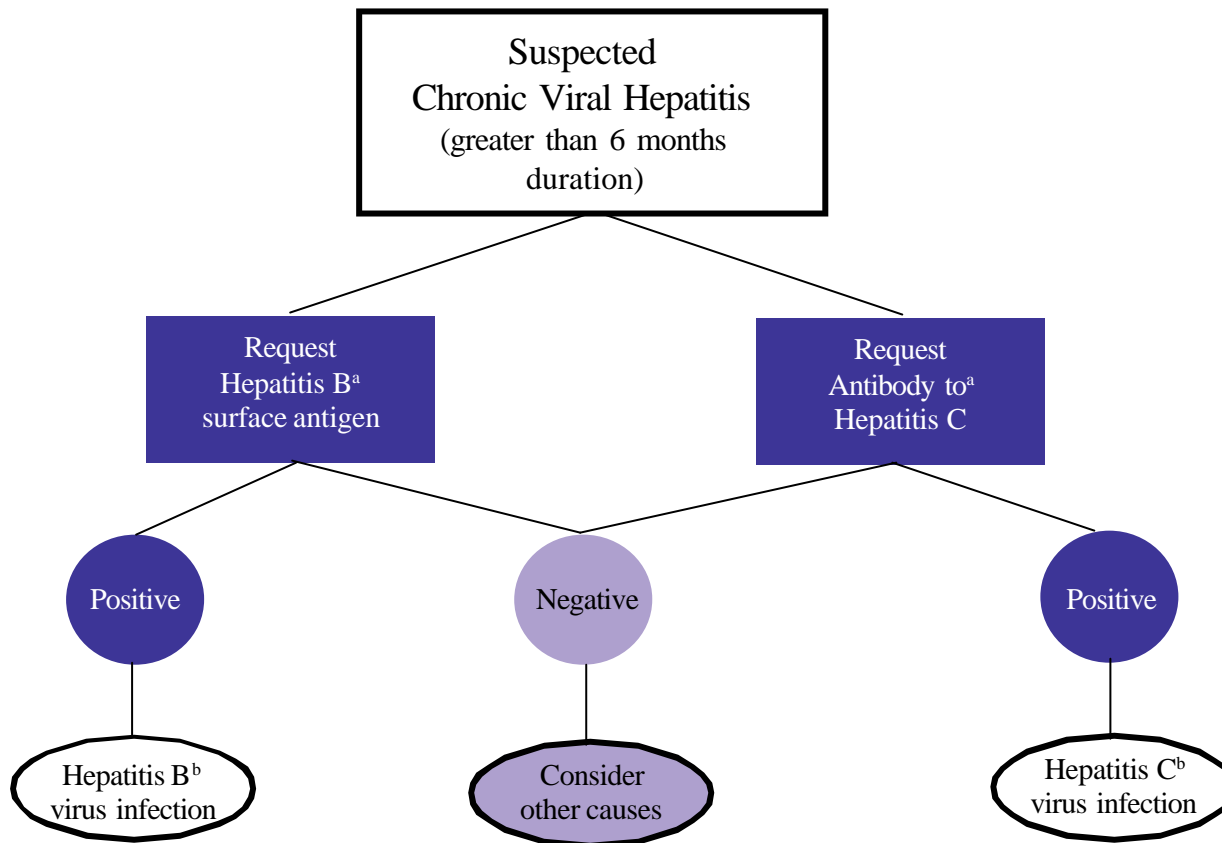 Suspected
Chronic Viral Hepatitis
(greater than 6 months
duration)
Request
Hepatitis Bᵃ
surface antigen
Request
Antibody toᵃ
Hepatitis C
Positive
Negative
Positive
Hepatitis Bᵇ
virus infection
Consider
other causes
Hepatitis Cᵇ
virus infection